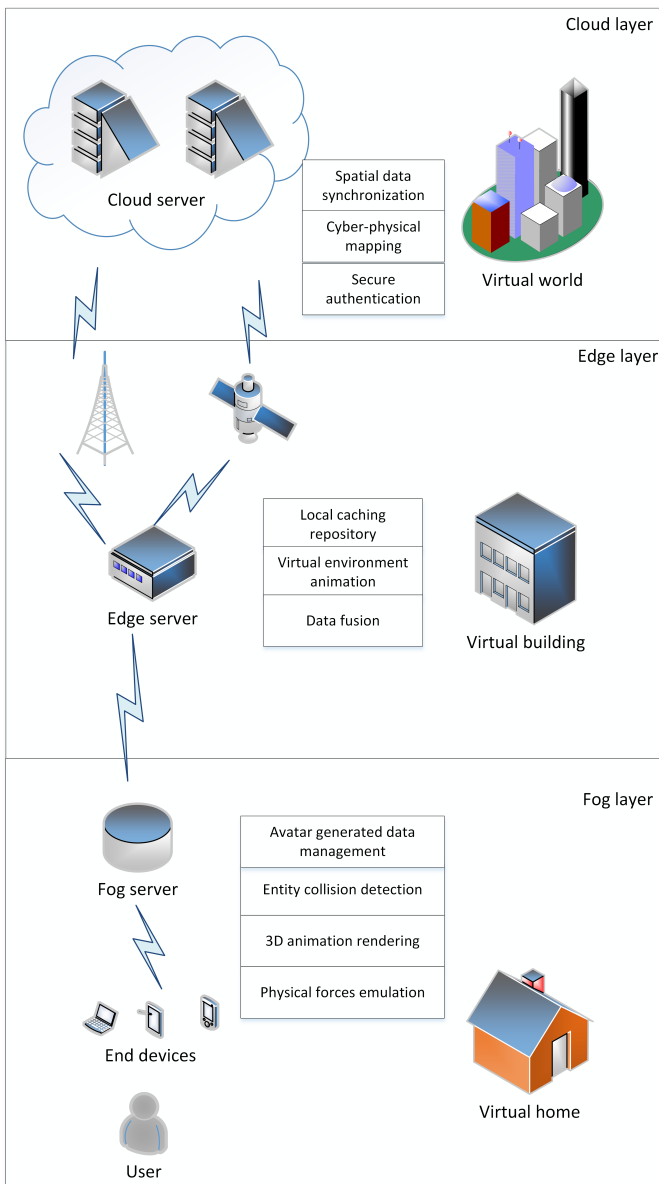 Cloud layer
Cloud server
Spatial data
synchronization
Cyber-physical
mapping
Secure
authentication
Virtual world
Edge layer
Edge server
Local caching
repository
Virtual environment
animation
Data fusion
Virtual building
Fog layer
Fog server
Avatar generated data
management
Entity collision detection
3D animation rendering
Physical forces emulation
End devices
Virtual home
User